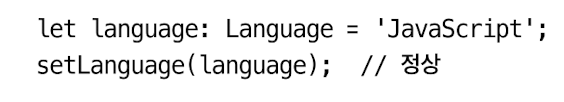 let language: Language = 'JavaScript';
setLanguage(language);  // 정상